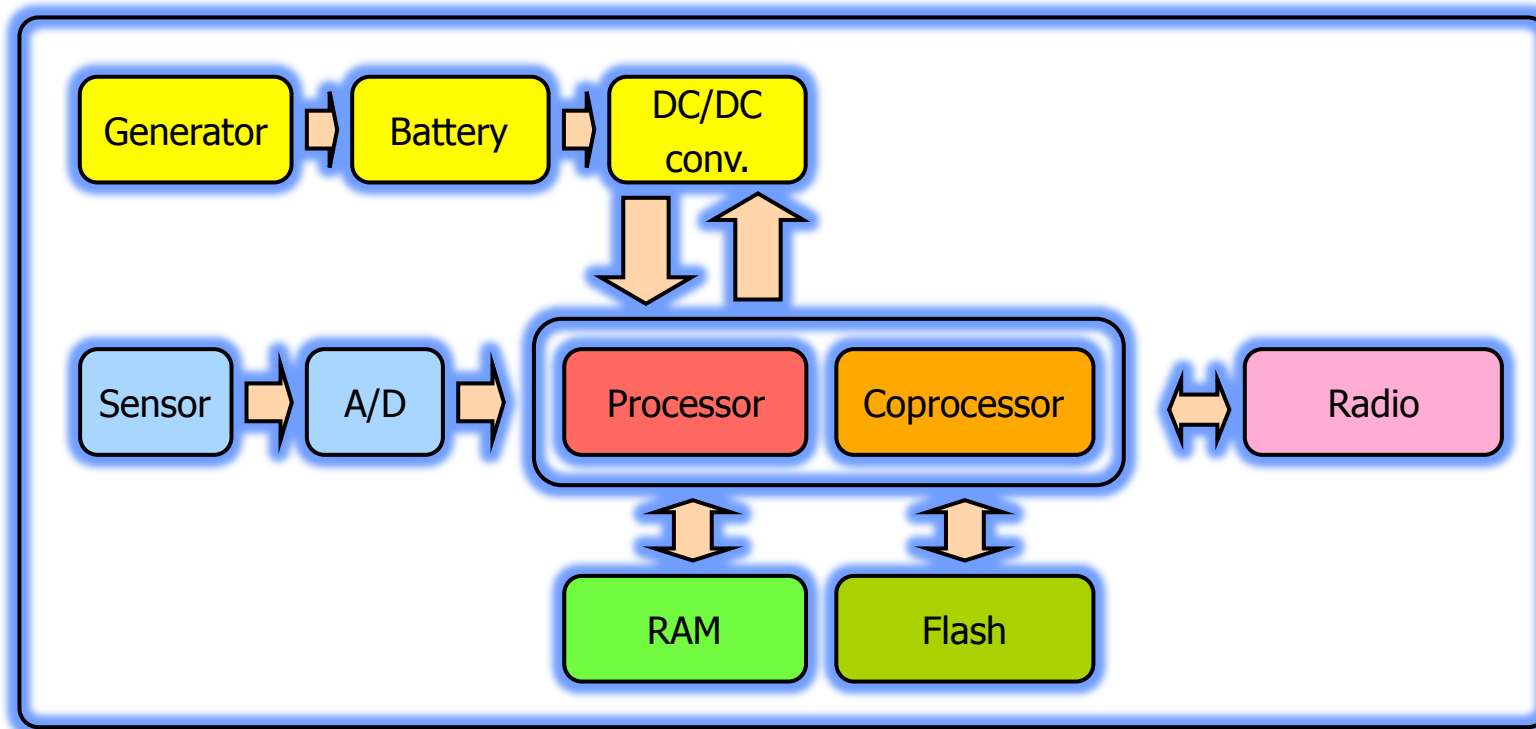 Generator
Battery
DC/DC
conv.
Sensor
A/D
Processor
Coprocessor
Radio
RAM
Flash